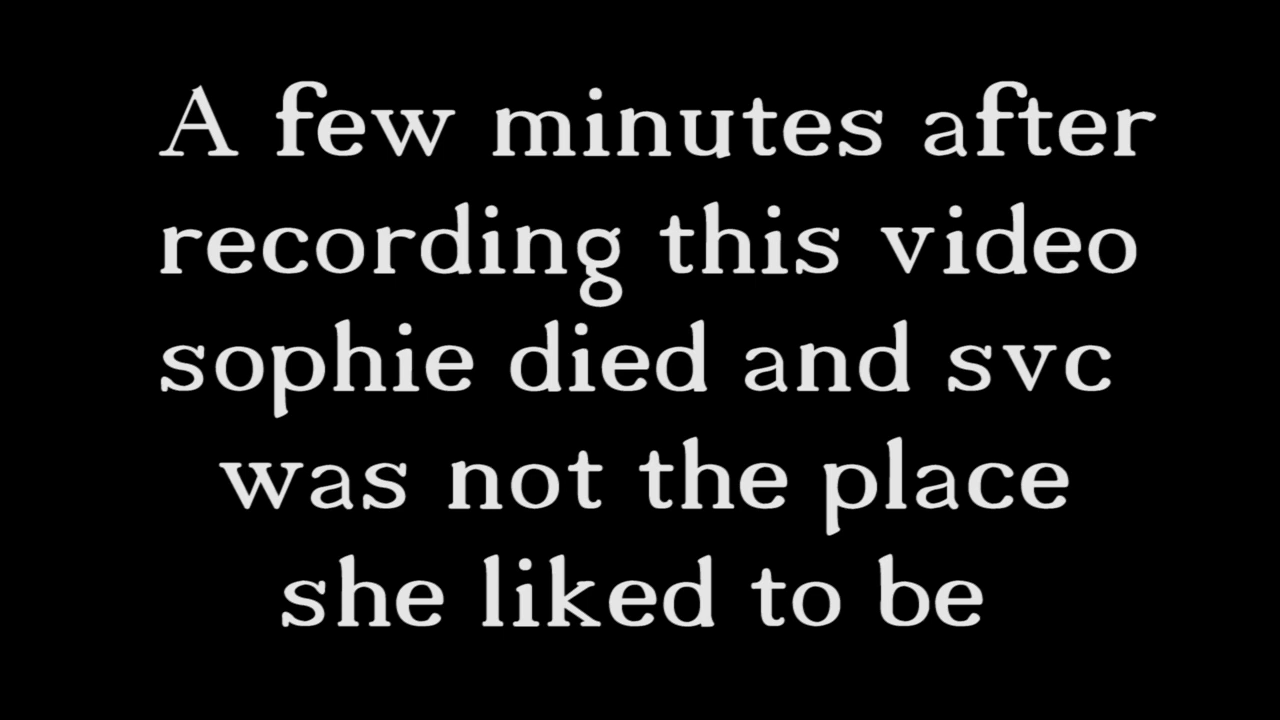 A few minutes after
recording this video
sophie died and svc
was not the place
she liked to be